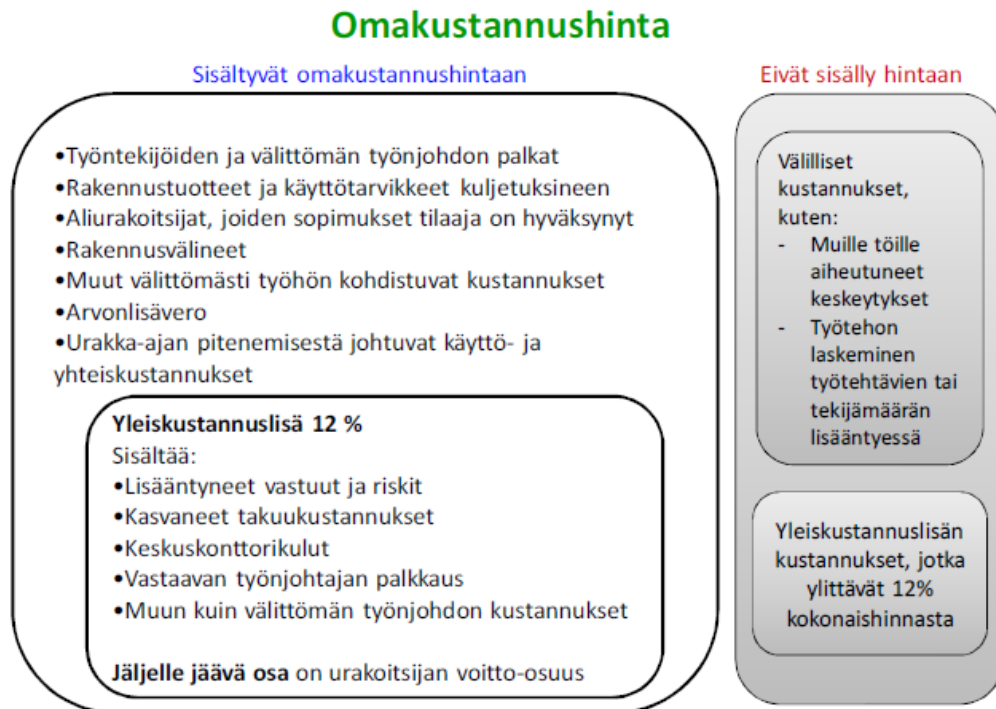 Omakustannushinta
Sisältyvät omakustannushintaan
•Työntekijöiden ja välittömän työnjohdon palkat
•Rakennustuotteet ja käyttötarvikkeet kuljetuksineen
•Aliurakoitsijat, joiden sopimukset tilaaja on hyväksynyt
•Rakennusvälineet
•Muut välittömästi työhön kohdistuvat kustannukset
•Arvonlisävero
•Urakka-ajan pitenemisestä johtuvat käyttö- ja
yhteiskustannukset
Yleiskustannuslisä 12 %
Sisältää:
•Lisääntyneet vastuut ja riskit
•Kasvaneet takuukustannukset
•Keskuskonttorikulut
•Vastaavan työnjohtajan palkkaus
•Muun kuin välittömän työnjohdon kustannukset
Jäljelle jäävä osa on urakoitsijan voitto-osuus
Eivät sisälly hintaan
Välilliset
kustannukset,
kuten:
- Muille töille
aiheutuneet
keskeytykset
- Työtehon
laskeminen
työtehtävien tai
tekijämäärän
lisääntyessä
Yleiskustannuslisän
kustannukset, jotka
ylittävät 12%
kokonaishinnasta